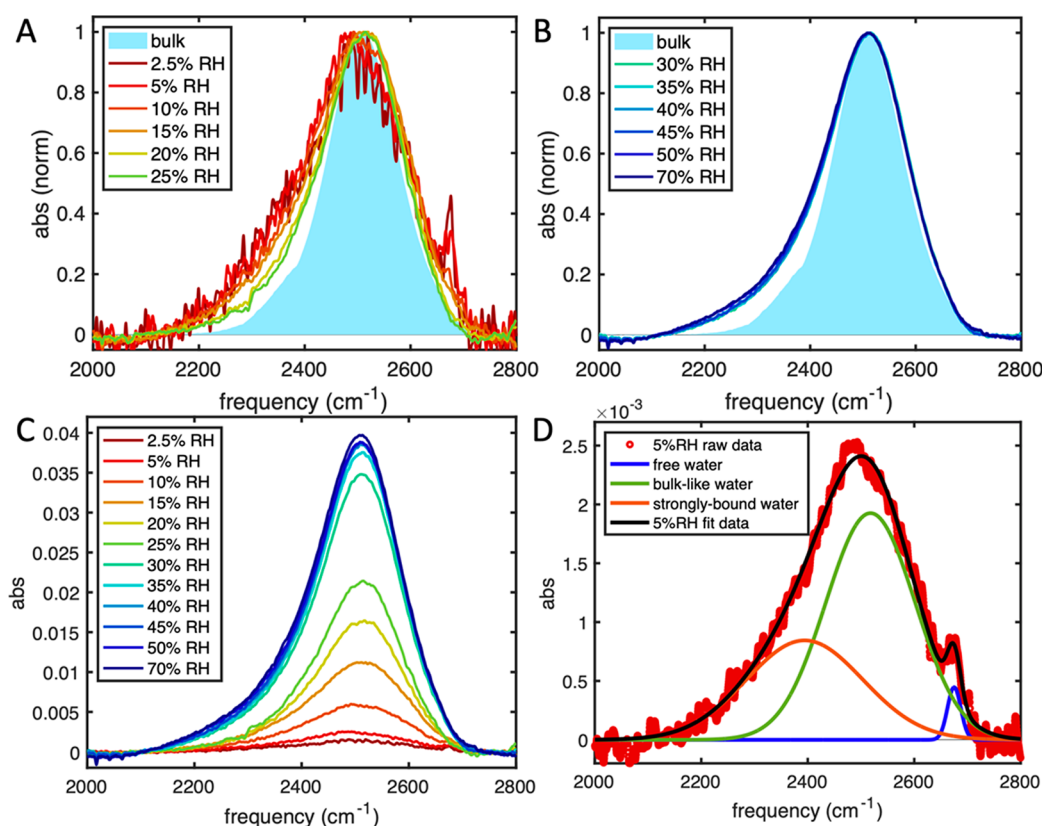 A
bulk
2.5% RH
5% RH
10% RH
15% RH
20% RH
25% RH
abs (norm)
1
0.8
0.6
0.4
0.2
0
2000
2200
2400
2600
2800
frequency (cm-1)
B
bulk
30% RH
35% RH
40% RH
45% RH
50% RH
70% RH
abs (norm)
1
0.8
0.6
0.4
0.2
0
2000
2200
2400
2600
2800
frequency (cm-1)
C
2.5% RH
5% RH
10% RH
15% RH
20% RH
25% RH
30% RH
35% RH
40% RH
45% RH
50% RH
70% RH
abs
0.04
0.035
0.03
0.025
0.02
0.015
0.01
0.005
0
2000
2200
2400
2600
2800
frequency (cm-1)
×10-3
D
5%RH raw data
free water
bulk-like water
strongly-bound water
5%RH fit data
abs
2.5
2
1.5
1
0.5
0
2000
2200
2400
2600
2800
frequency (cm-1)